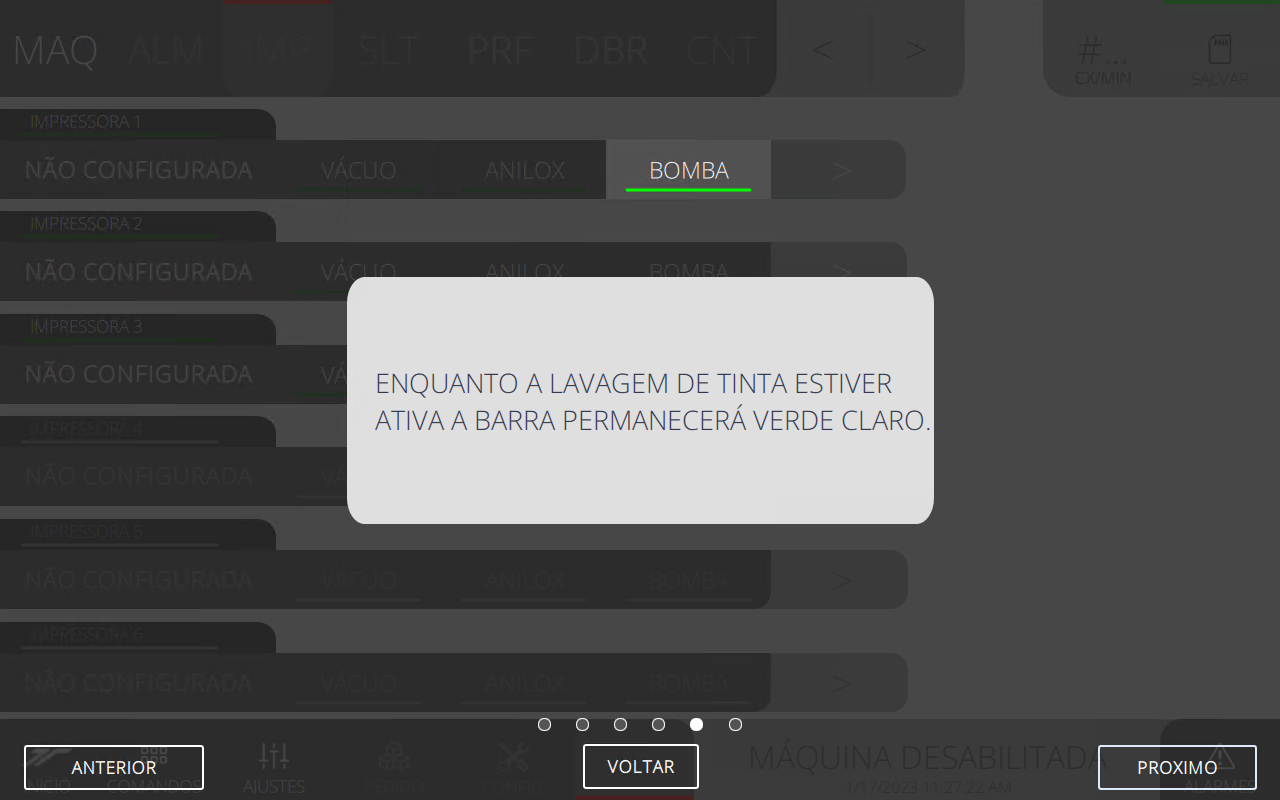 MAQ ALM IMP SLT PRF DBR CNT < > #... CX/MIN SALVAR
IMPRESSORA 1
NÃO CONFIGURADA VÁCUO ANILOX BOMBA >
IMPRESSORA 2
NÃO CONFIGURADA VÁCUO ANILOX BOMBA >
IMPRESSORA 3
NÃO CONFIGURADA VÁ
ENQUANTO A LAVAGEM DE TINTA ESTIVER
ATIVA A BARRA PERMANECERÁ VERDE CLARO.
IMPRESSORA 4
NÃO CONFIGURADA VÁ
IMPRESSORA 5
NÃO CONFIGURADA VÁCUO ANILOX BOMBA >
IMPRESSORA 6
NÃO CONFIGURADA VÁCUO ANILOX BOMBA >
INICIO COMANDOS AJUSTES PEDIDO CONFIG
MÁQUINA DESABILITADA
1/17/2023 11:27:22 AM
ALARMES
ANTERIOR VOLTAR PROXIMO